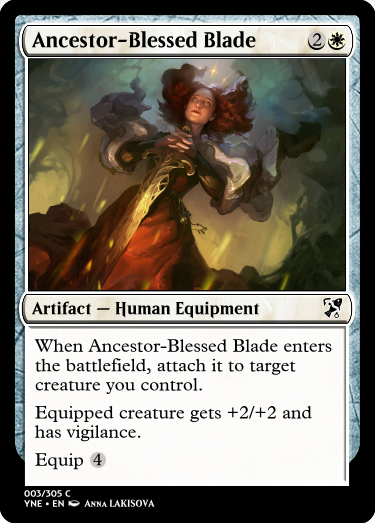 Ancestor-Blessed Blade 2
Artifact — Human Equipment
When Ancestor-Blessed Blade enters
the battlefield, attach it to target
creature you control.
Equipped creature gets +2/+2 and
has vigilance.
Equip 4
003/305 C
YNE • EN Anna LAKISOVA